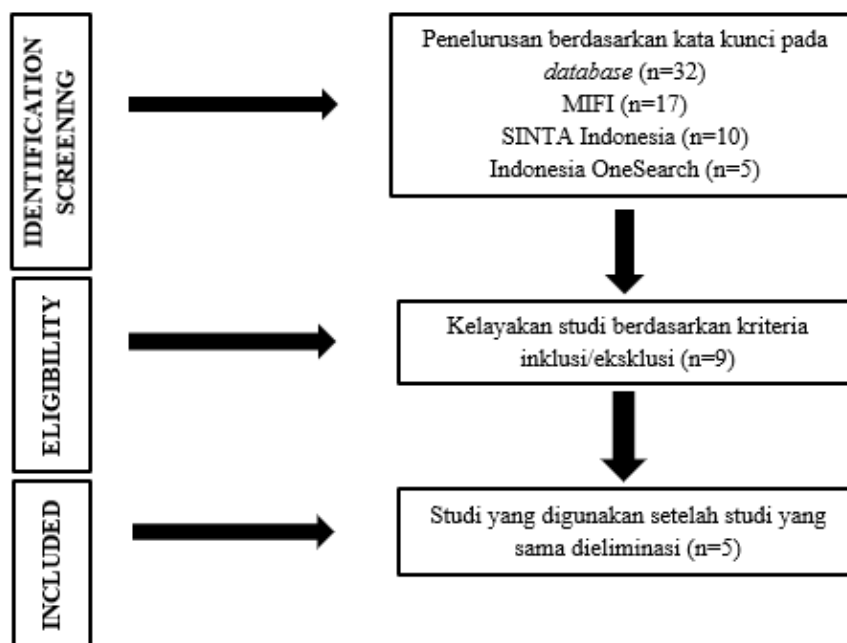 IDENTIFICATION
SCREENING
Penelurusan berdasarkan kata kunci pada
database (n=32)
MIFI (n=17)
SINTA Indonesia (n=10)
Indonesia OneSearch (n=5)
ELIGIBILITY
Kelayakan studi berdasarkan kriteria
inklusi/eksklusi (n=9)
INCLUDED
Studi yang digunakan setelah studi yang
sama dieliminasi (n=5)